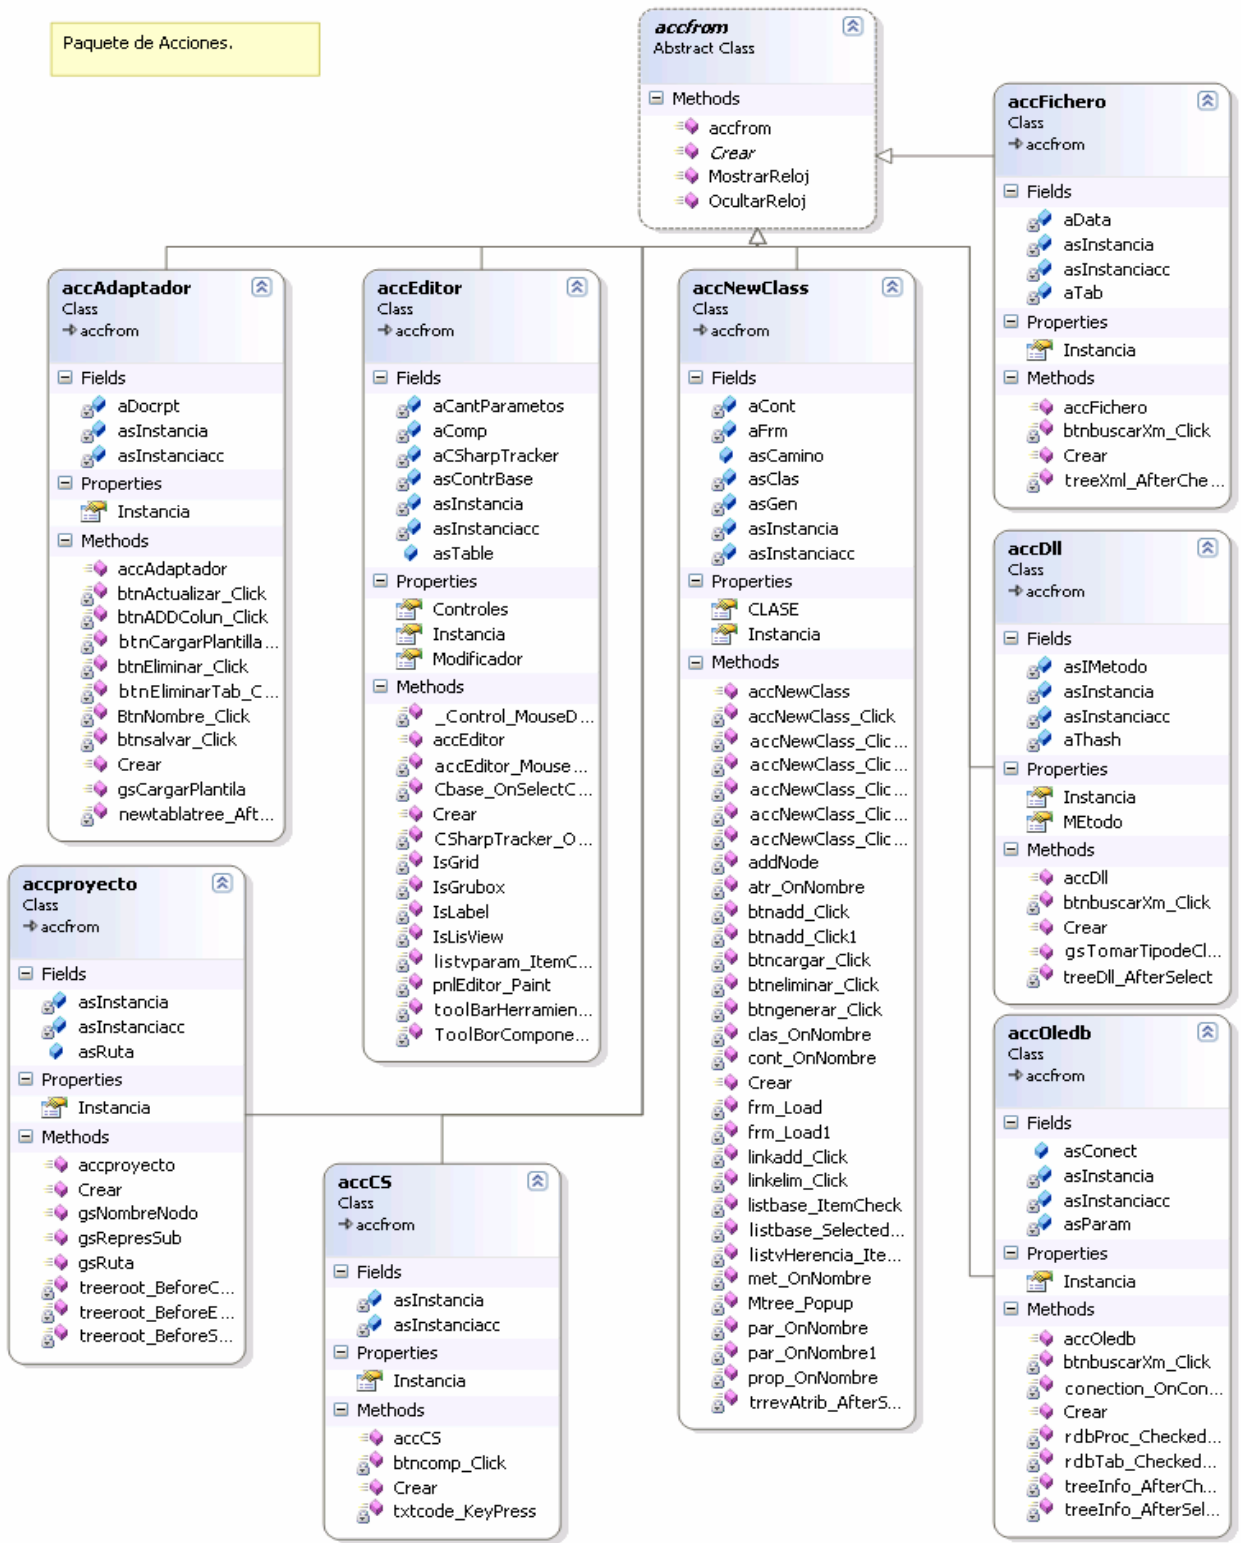 Paquete de Acciones.
accfrom
Abstract Class
Methods
accfrom
Crear
MostrarReloj
OcultarReloj
accFichero
Class
accfrom
Fields
aData
asInstancia
asInstanciacc
aTab
Properties
Instancia
Methods
accFichero
btnbuscarXm_Click
Crear
treeXml_AfterChe...
accAdaptador
Class
accfrom
Fields
aDocrpt
asInstancia
asInstanciacc
Properties
Instancia
Methods
accAdaptador
btnActualizar_Click
btnADDColun_Click
btnCargarPlantilla...
btnEliminar_Click
btnEliminarTab_C...
BtnNombre_Click
btnsalvar_Click
Crear
gsCargarPlantila
newtablatree_Aft...
accEditor
Class
accfrom
Fields
aCantParametos
aComp
aCSharpTracker
asContrBase
asInstancia
asInstanciacc
asTable
Properties
Controles
Instancia
Modificador
Methods
_Control_MouseD...
accEditor
accEditor_Mouse...
Cbase_OnSelectC...
Crear
CSharpTracker_O...
IsGrid
IsGrubox
IsLabel
IsLisView
listvparam_ItemC...
pnlEditor_Paint
toolBarHerramien...
ToolBorCompone...
accNewClass
Class
accfrom
Fields
aCont
aFrm
asCamino
asClas
asGen
asInstancia
asInstanciacc
Properties
CLASE
Instancia
Methods
accNewClass
accNewClass_Click
accNewClass_Clic...
accNewClass_Clic...
accNewClass_Clic...
accNewClass_Clic...
accNewClass_Clic...
addNode
atr_OnNombre
btnadd_Click
btnadd_Click1
btncargar_Click
btneliminar_Click
btngenerar_Click
clas_OnNombre
cont_OnNombre
Crear
frm_Load
frm_Load1
linkadd_Click
linkelim_Click
listbase_ItemCheck
listbase_Selected...
listvHerencia_Ite...
met_OnNombre
Mtree_Popup
par_OnNombre
par_OnNombre1
prop_OnNombre
trrevAtrib_AfterS...
accDll
Class
accfrom
Fields
asIMetodo
asInstancia
asInstanciacc
aThash
Properties
Instancia
MEtodo
Methods
accDll
btnbuscarXm_Click
Crear
gsTomarTipodeCl...
treeDll_AfterSelect
accproyecto
Class
accfrom
Fields
asInstancia
asInstanciacc
asRuta
Properties
Instancia
Methods
accproyecto
Crear
gsNombreNodo
gsRepresSub
gsRuta
treeroot_BeforeC...
treeroot_BeforeE...
treeroot_BeforeS...
accCS
Class
accfrom
Fields
asInstancia
asInstanciacc
Properties
Instancia
Methods
accCS
btncomp_Click
Crear
txtcode_KeyPress
accOledb
Class
accfrom
Fields
asConect
asInstancia
asInstanciacc
asParam
Properties
Instancia
Methods
accOledb
btnbuscarXm_Click
conection_OnCon...
Crear
rdbProc_Checked...
rdbTab_Checked...
treeInfo_AfterCh...
treeInfo_AfterSel...